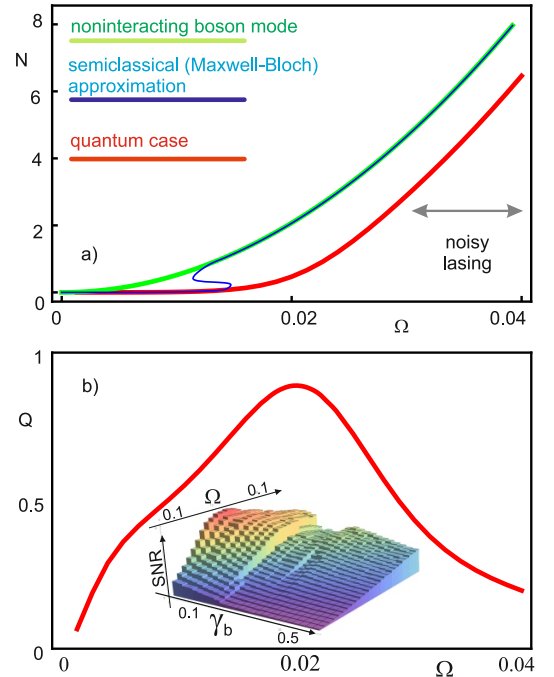 8
N
noninteracting boson mode
semiclassical (Maxwell-Bloch)
approximation
6
quantum case
4
2
noisy
lasing
a)
0
0
0.02
Ω
0.04
1
b)
Q
0.5
Ω
0.1
0.1
SNR
0.1
γb
0.5
0
0
0.02
Ω
0.04